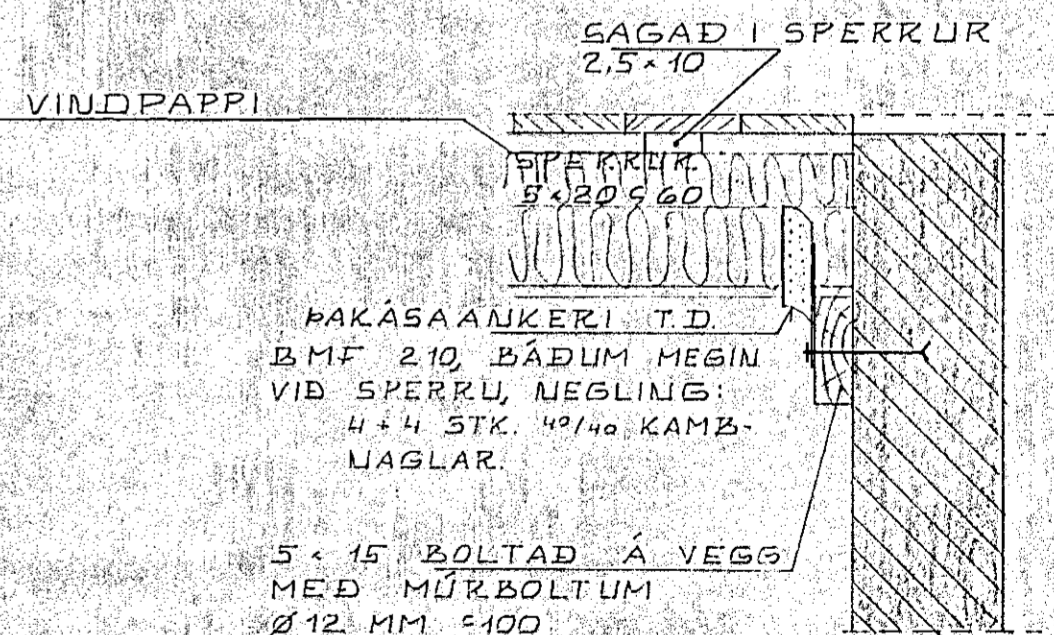 SAGAÐ Í SPERRUR
2,5 × 10
VINDPAPPI
SPERRUR
5 × 20 C 60
ÞAKÁSAANKERI T.D.
BMF 210, BÁÐUM MEGIN
VIÐ SPERRU, NEGLING:
4 + 4 STK. 40/40 KAMB-
NAGLAR.
5 × 15 BOLTAÐ Á VEGG
MEÐ MÚRBOLTUM
Ø 12 MM C 100